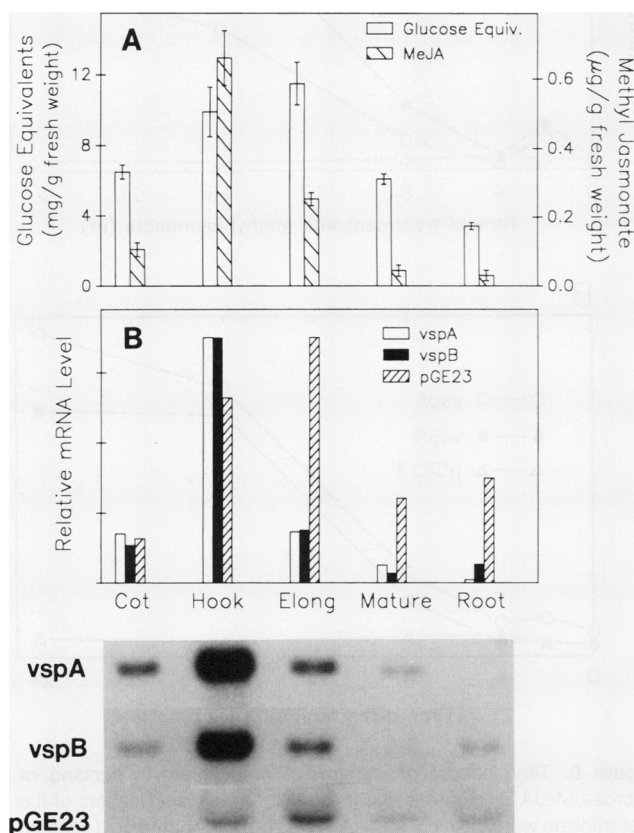 A
Glucose Equiv.
MeJA
Glucose Equivalents
(mg/g fresh weight)
12
8
4
0
Methyl Jasmonate
(μg/g fresh weight)
0.6
0.4
0.2
0.0
B
vspA
vspB
pGE23
Relative mRNA Level
Cot Hook Elong Mature Root
vspA
vspB
pGE23